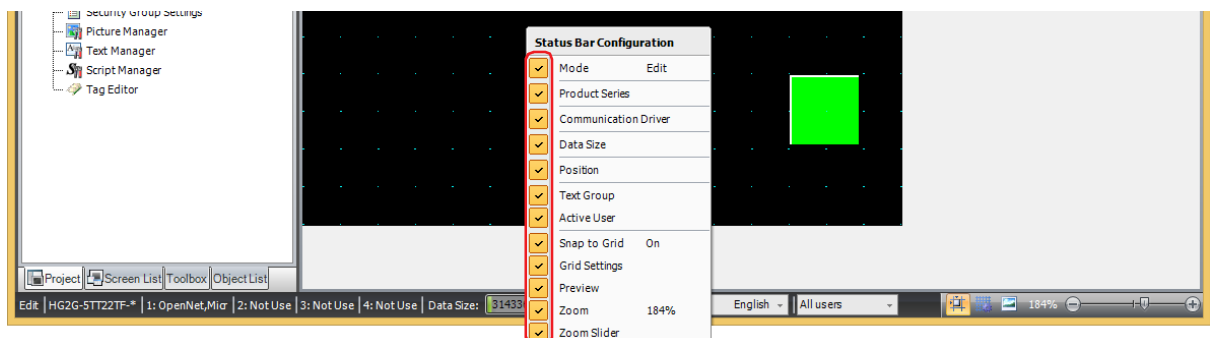 Security Group Settings
Picture Manager
Text Manager
Script Manager
Tag Editor
Status Bar Configuration
Mode Edit
Product Series
Communication Driver
Data Size
Position
Text Group
Active User
Snap to Grid On
Grid Settings
Preview
Zoom 184%
Zoom Slider
Project Screen List Toolbox Object List
Edit HG2G-5TT22TF-* 1: OpenNet,Micr 2: Not Use 3: Not Use 4: Not Use Data Size: 31433 English All users 184%